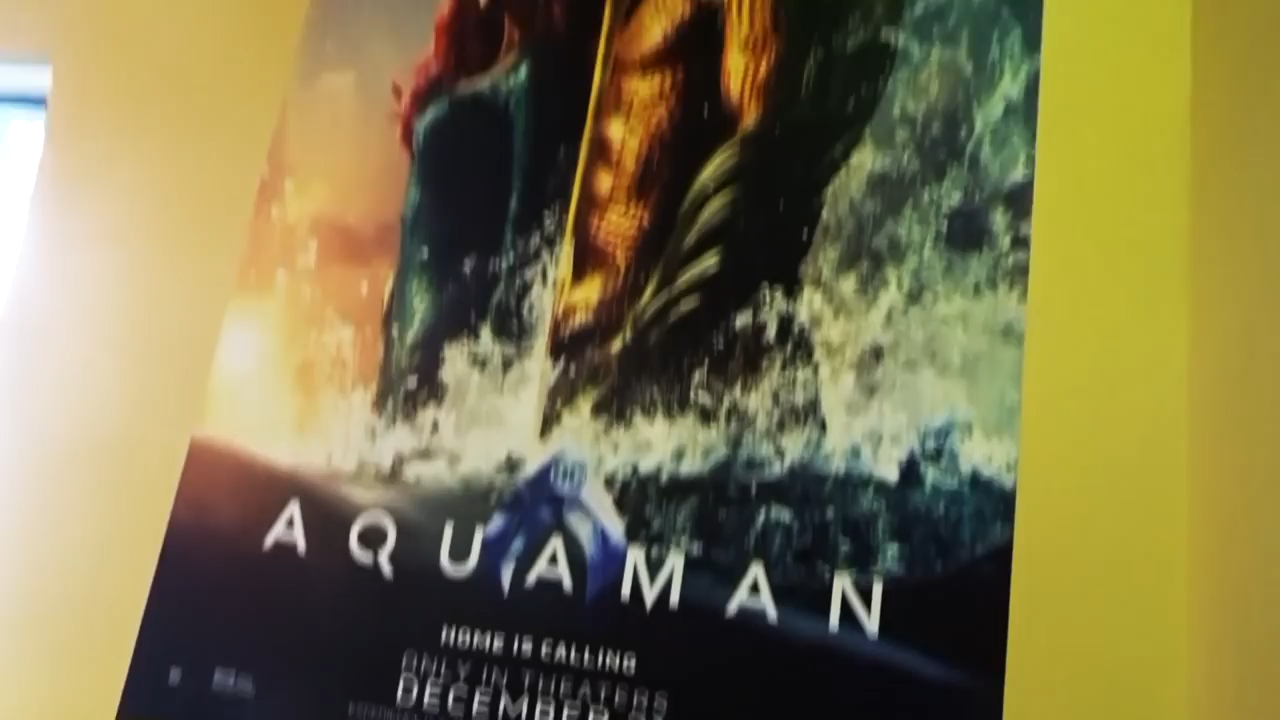 AQUAMAN
HOME IS CALLING
ONLY IN THEATERS
DECEMBER